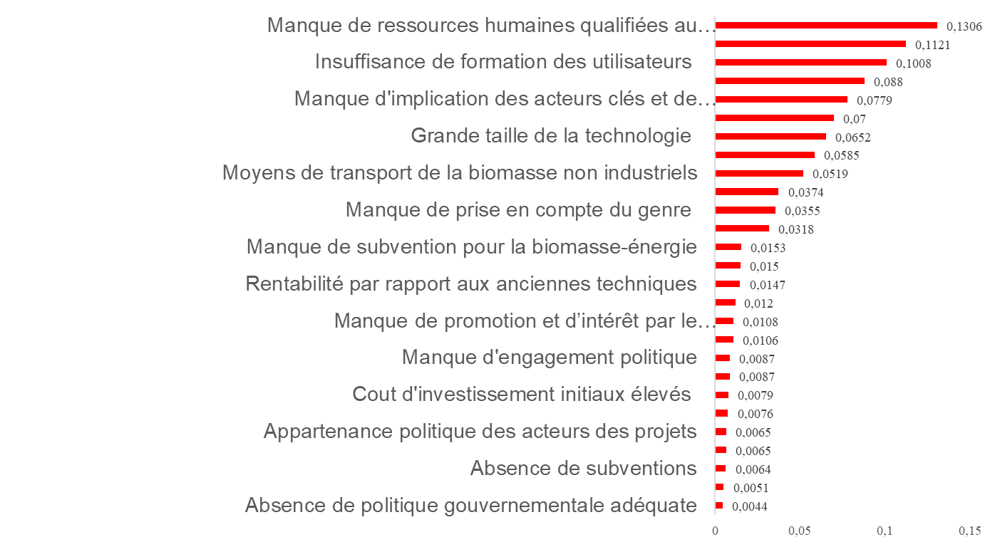 Manque de ressources humaines qualifiées au… 0,1306
0,1121
Insuffisance de formation des utilisateurs 0,1008
0,088
Manque d'implication des acteurs clés et de… 0,0779
0,07
Grande taille de la technologie 0,0652
0,0585
Moyens de transport de la biomasse non industriels 0,0519
0,0374
Manque de prise en compte du genre 0,0355
0,0318
Manque de subvention pour la biomasse-énergie 0,0153
0,015
Rentabilité par rapport aux anciennes techniques 0,0147
0,012
Manque de promotion et d’intérêt par le… 0,0108
0,0106
Manque d'engagement politique 0,0087
0,0087
Cout d'investissement initiaux élevés 0,0079
0,0076
Appartenance politique des acteurs des projets 0,0065
0,0065
Absence de subventions 0,0064
0,0051
Absence de politique gouvernementale adéquate 0,0044
0 0,05 0,1 0,15